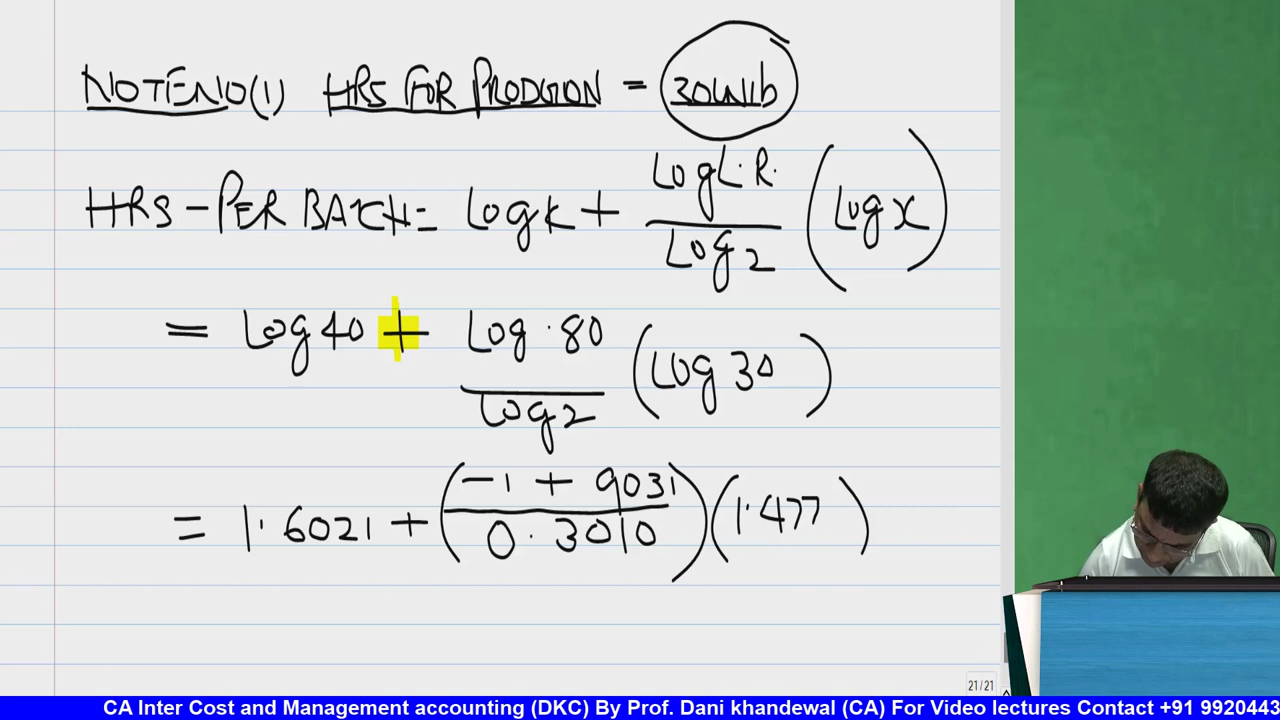 NOTE NO(1) HRS FOR PRODCTION = 30 Units
HRS - PER BATCH = Log K + Log L.R. / Log 2 (Log x)
= Log 40 + Log .80 / Log 2 (Log 30)
= 1.6021 + (-1 + 9031 / 0.3010) (1.477)
21/21
CA Inter Cost and Management accounting (DKC) By Prof. Dani khandewal (CA) For Video lectures Contact +91 9920443